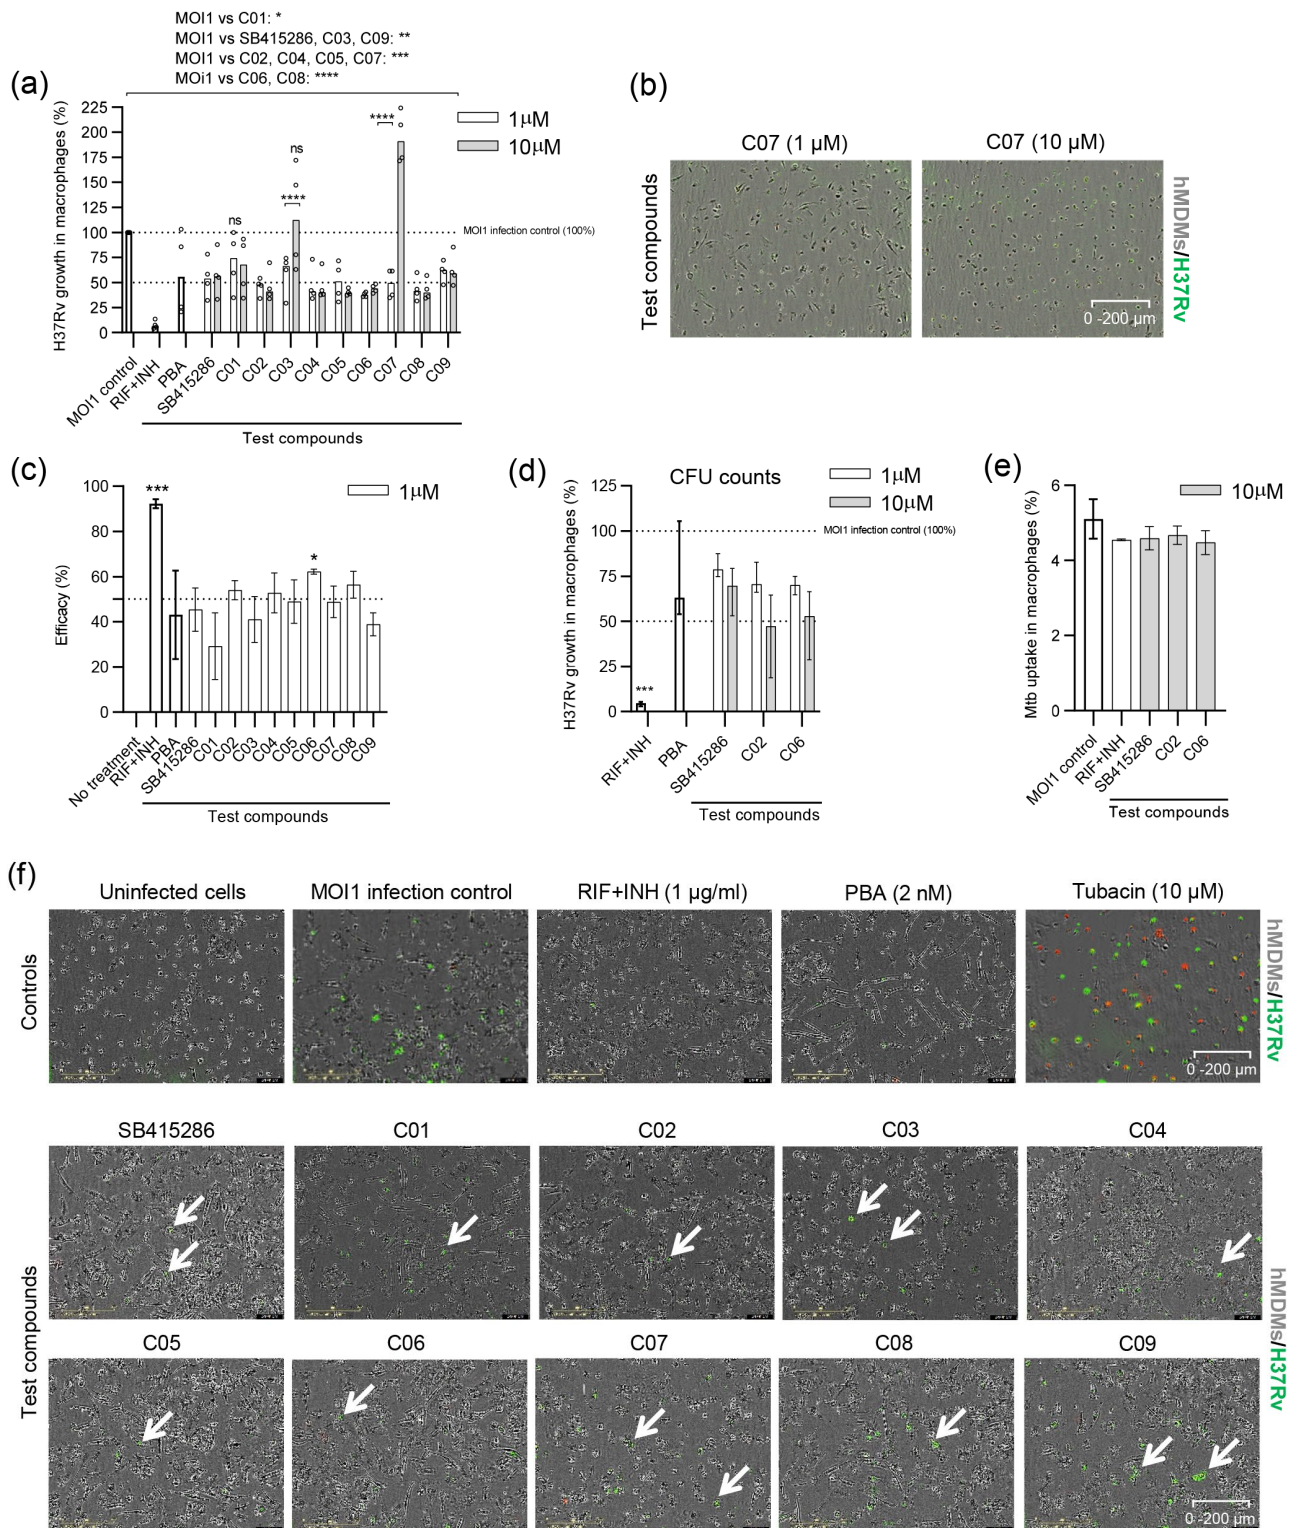 MOI1 vs C01: *
MOI1 vs SB415286, C03, C09: **
MOI1 vs C02, C04, C05, C07: ***
MOi1 vs C06, C08: ****
(a)
H37Rv growth in macrophages (%)
225
200
175
150
125
100
75
50
25
0
1µM
10µM
ns
****
ns
****
MOI1 infection control (100%)
MOI1 control
RIF+INH
PBA
SB415286
C01
C02
C03
C04
C05
C06
C07
C08
C09
Test compounds
(b)
C07 (1 µM)
C07 (10 µM)
Test compounds
0 -200 µm
hMDMs/H37Rv
(c)
Efficacy (%)
100
80
60
40
20
0
1µM
***
*
No treatment
RIF+INH
PBA
SB415286
C01
C02
C03
C04
C05
C06
C07
C08
C09
Test compounds
(d)
CFU counts
H37Rv growth in macrophages (%)
125
100
75
50
25
0
1µM
10µM
MOI1 infection control (100%)
***
RIF+INH
PBA
SB415286
C02
C06
Test compounds
(e)
Mtb uptake in macrophages (%)
6
4
2
0
10µM
MOI1 control
RIF+INH
SB415286
C02
C06
Test compounds
(f)
Uninfected cells
MOI1 infection control
RIF+INH (1 µg/ml)
PBA (2 nM)
Tubacin (10 µM)
Controls
0 -200 µm
hMDMs/H37Rv
SB415286
C01
C02
C03
C04
Test compounds
C05
C06
C07
C08
C09
0 -200 µm
hMDMs/H37Rv